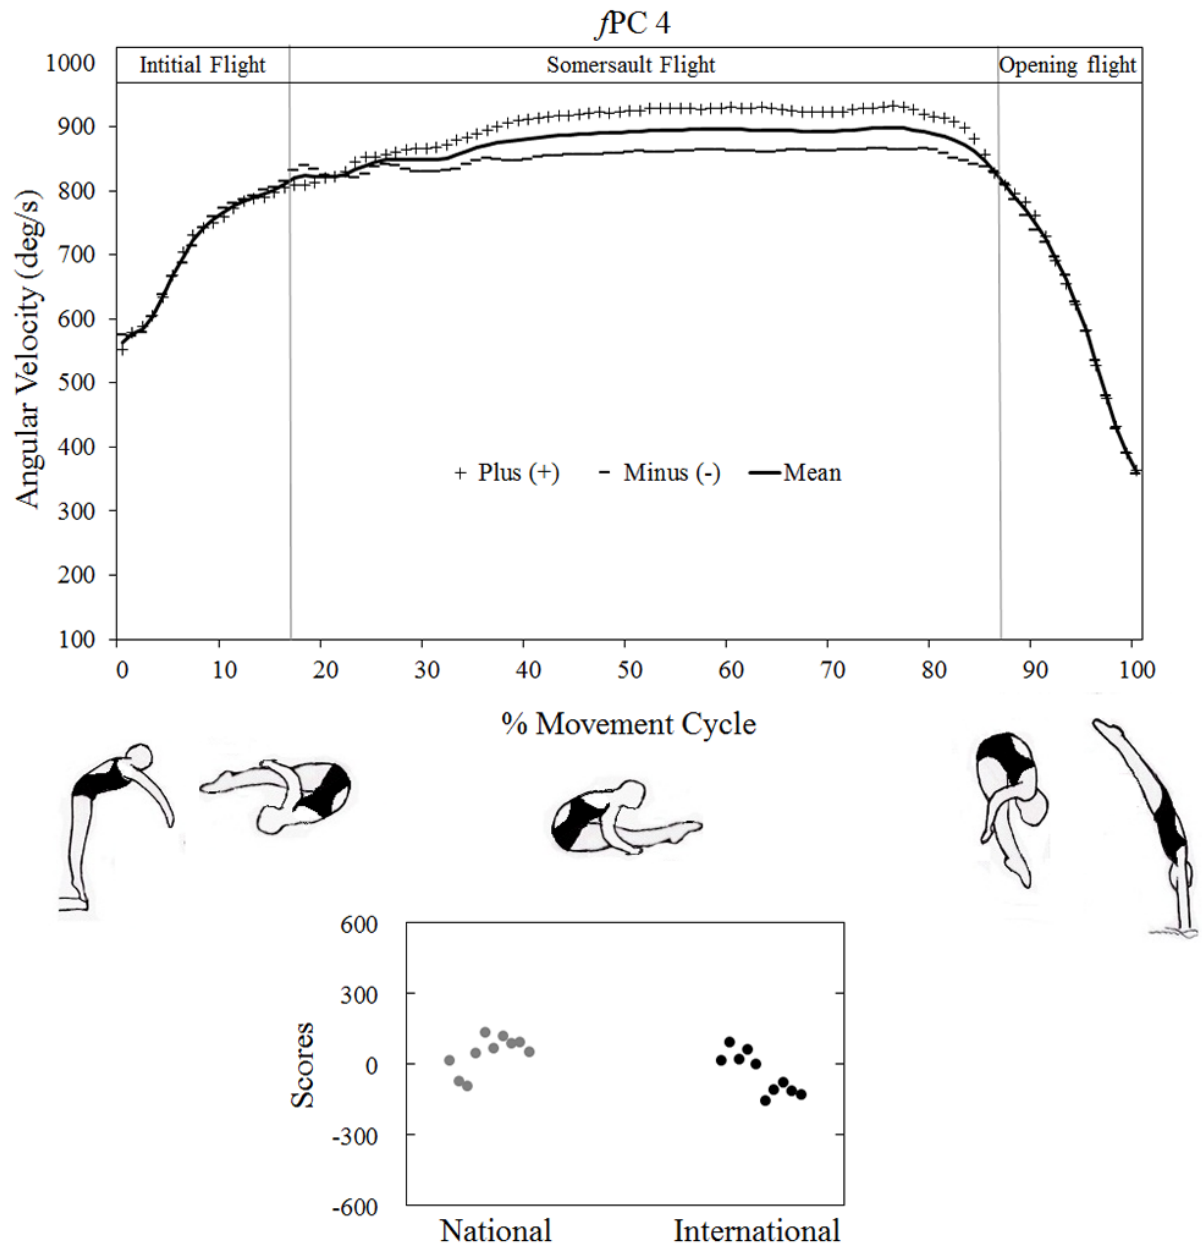 fPC 4
Intitial Flight Somersault Flight Opening flight
1000
900
800
700
600
500
400
300
200
100
Angular Velocity (deg/s)
+ Plus (+) - Minus (-) Mean
0 10 20 30 40 50 60 70 80 90 100
% Movement Cycle
600
300
0
-300
-600
Scores
National International